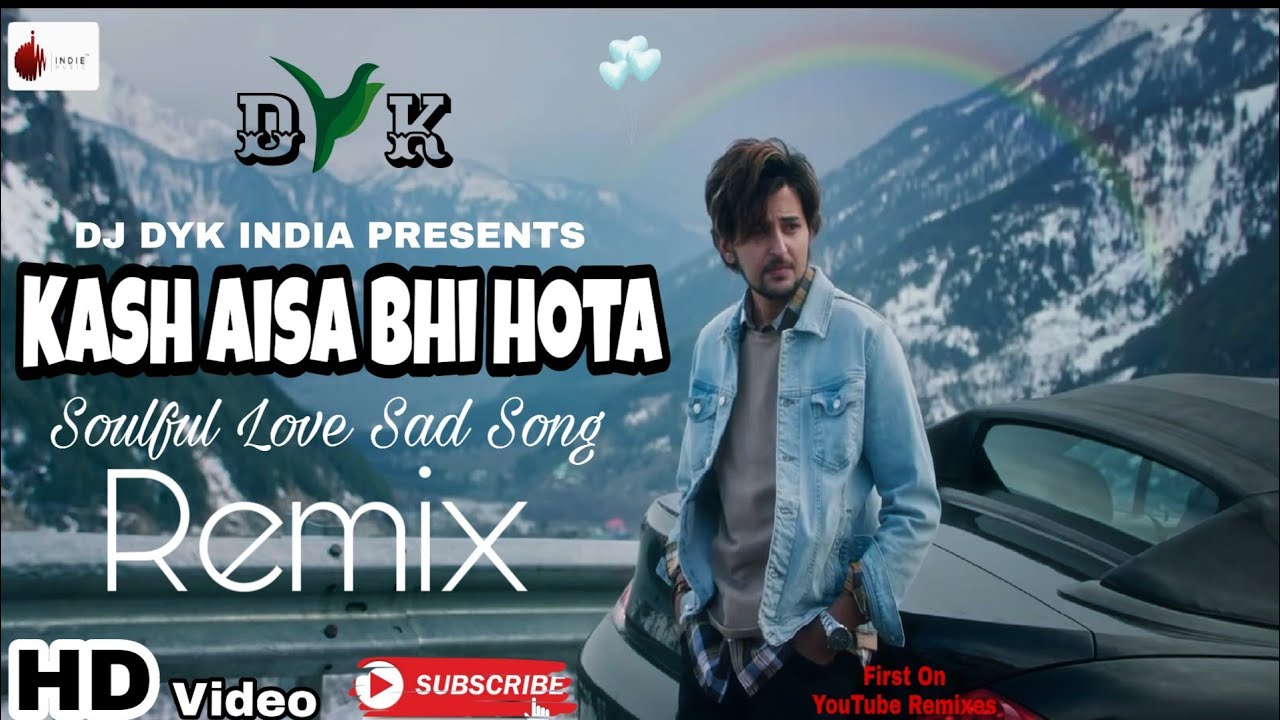 INDIE
MUSIC
DYK
DJ DYK INDIA PRESENTS
KASH AISA BHI HOTA
Soulful Love Sad Song
Remix
HD Video
SUBSCRIBE
First On
YouTube Remixes